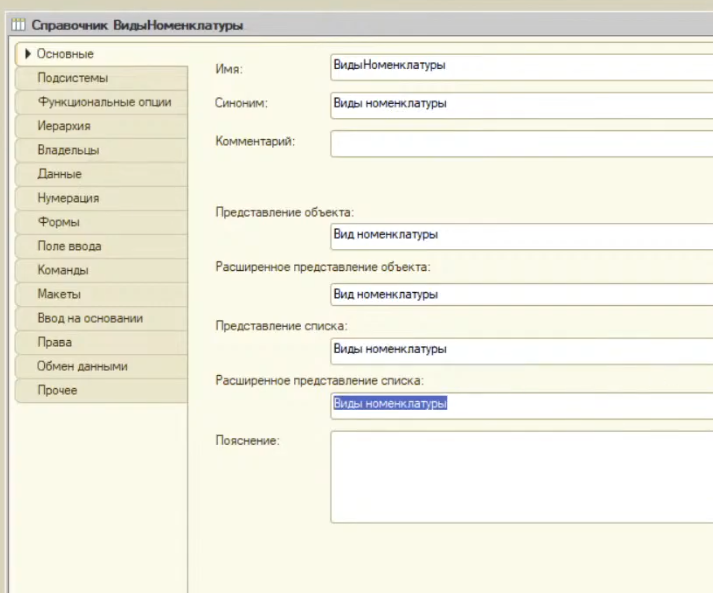 Справочник ВидыНоменклатуры
Основные
Подсистемы
Функциональные опции
Иерархия
Владельцы
Данные
Нумерация
Формы
Поле ввода
Команды
Макеты
Ввод на основании
Права
Обмен данными
Прочее
Имя: ВидыНоменклатуры
Синоним: Виды номенклатуры
Комментарий:
Представление объекта:
Вид номенклатуры
Расширенное представление объекта:
Вид номенклатуры
Представление списка:
Виды номенклатуры
Расширенное представление списка:
Виды номенклатуры
Пояснение: